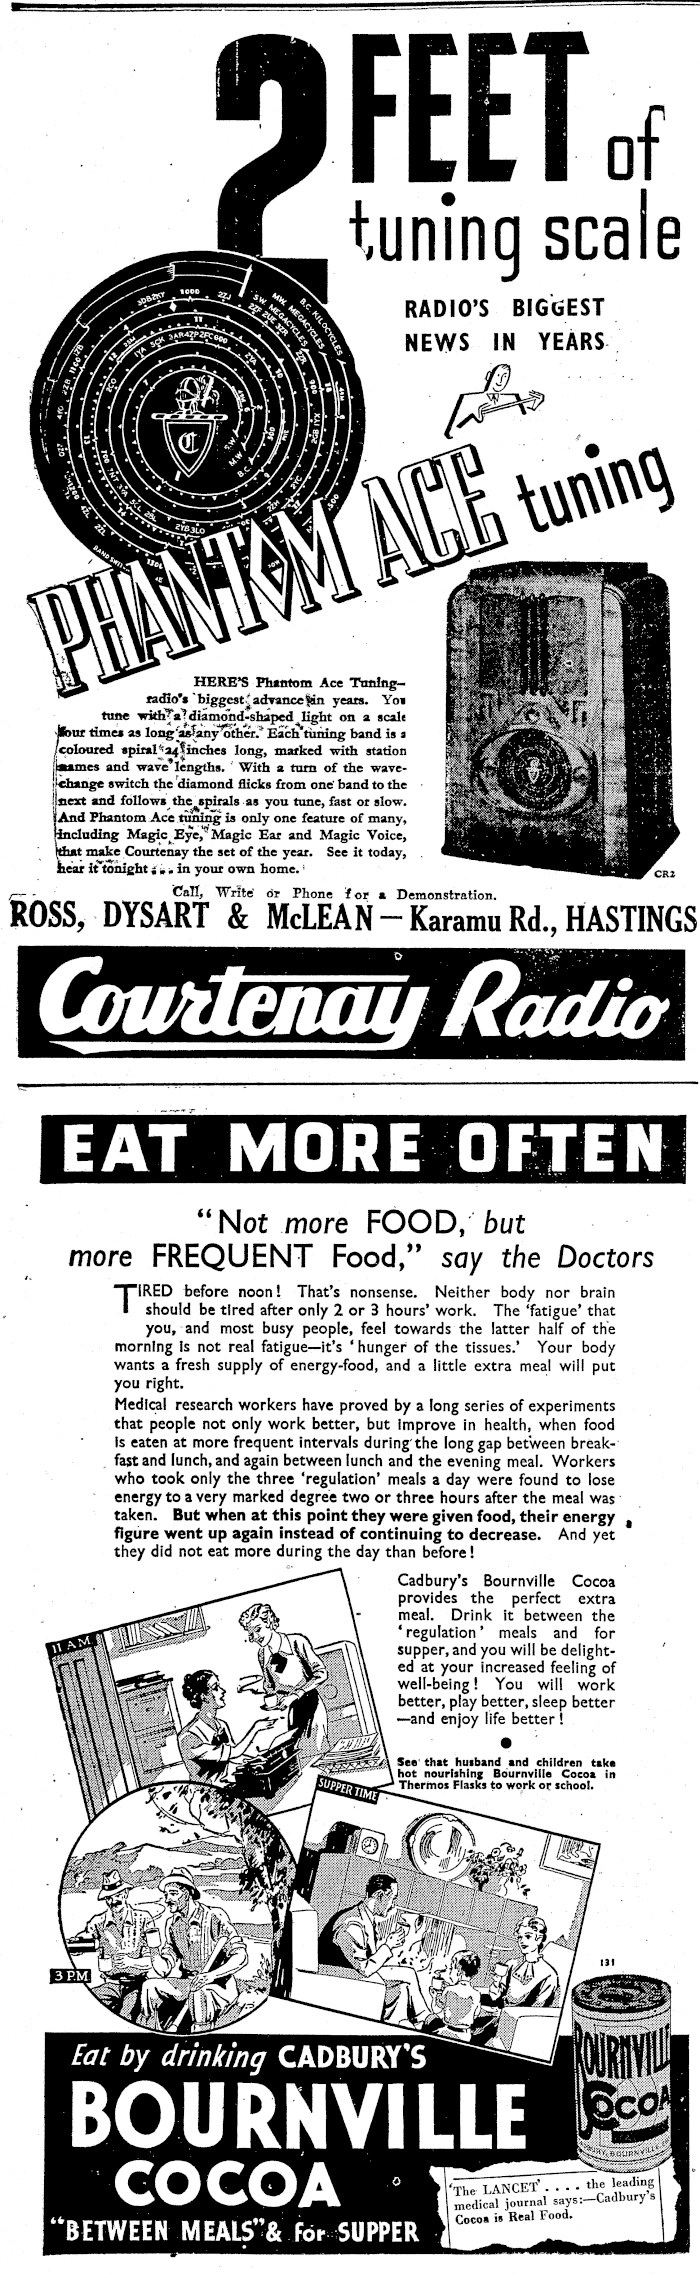 2 FEET of
tuning scale
RADIO'S BIGGEST
NEWS IN YEARS
PHANTOM ACE tuning
HERE'S Phantom Ace Tuning—
radio's biggest advance in years. You
tune with a diamond-shaped light on a scale
four times as long as any other. Each tuning band is a
coloured spiral 24 inches long, marked with station
names and wave lengths. With a turn of the wave-
change switch the diamond flicks from one band to the
next and follows the spirals as you tune, fast or slow.
And Phantom Ace tuning is only one feature of many,
including Magic Eye, Magic Ear and Magic Voice,
that make Courtenay the set of the year. See it today,
hear it tonight . . . in your own home.
CR2
Call, Write or Phone for a Demonstration.
ROSS, DYSART & McLEAN — Karamu Rd., HASTINGS
Courtenay Radio
EAT MORE OFTEN
"Not more FOOD, but
more FREQUENT Food," say the Doctors
TIRED before noon! That's nonsense. Neither body nor brain
should be tired after only 2 or 3 hours' work. The 'fatigue' that
you, and most busy people, feel towards the latter half of the
morning is not real fatigue—it's 'hunger of the tissues.' Your body
wants a fresh supply of energy-food, and a little extra meal will put
you right.
Medical research workers have proved by a long series of experiments
that people not only work better, but improve in health, when food
is eaten at more frequent intervals during the long gap between break-
fast and lunch, and again between lunch and the evening meal. Workers
who took only the three 'regulation' meals a day were found to lose
energy to a very marked degree two or three hours after the meal was
taken. But when at this point they were given food, their energy
figure went up again instead of continuing to decrease. And yet
they did not eat more during the day than before!
Cadbury's Bournville Cocoa
provides the perfect extra
meal. Drink it between the
'regulation' meals and for
supper, and you will be delight-
ed at your increased feeling of
well-being! You will work
better, play better, sleep better
—and enjoy life better!
See that husband and children take
hot nourishing Bournville Cocoa in
Thermos Flasks to work or school.
11 A.M.
SUPPER TIME
3 PM
131
BOURNVILLE
COCOA
Eat by drinking CADBURY'S
BOURNVILLE
COCOA
"BETWEEN MEALS" & for SUPPER
'The LANCET' . . . . the leading
medical journal says:—Cadbury's
Cocoa is Real Food.